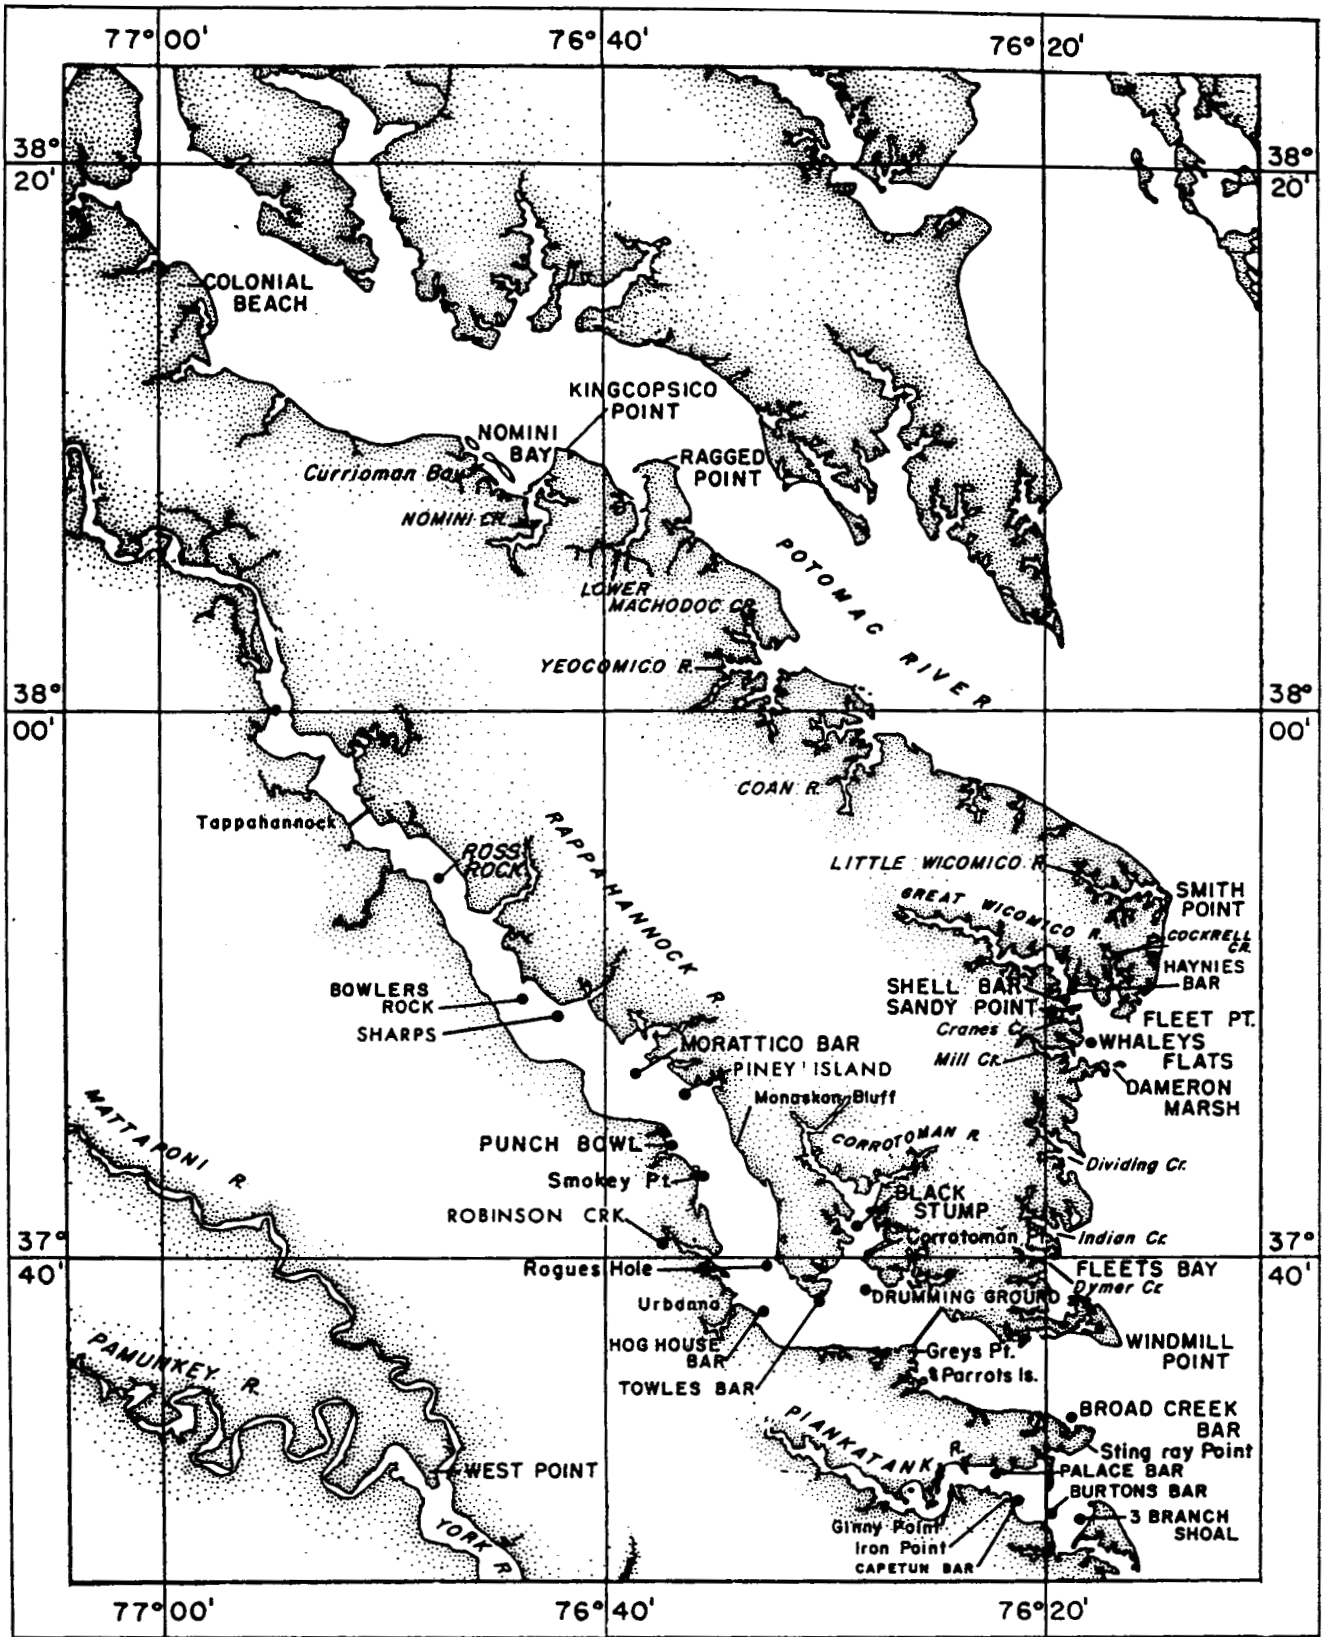 77°00'
76°40'
76°20'
38°
20'
38°
20'
COLONIAL
BEACH
KINGCOPSICO
POINT
NOMINI
BAY
RAGGED
POINT
Currioman Bay
NOMINI CR.
POTOMAC RIVER
LOWER
MACHODOC CR.
YEOCOMICO R.
38°
00'
38°
00'
COAN R.
Tappahannock
ROSS
ROCK
RAPPAHANNOCK R.
LITTLE WICOMICO R.
SMITH
POINT
GREAT WICOMICO R.
COCKRELL
CR.
HAYNIES
BAR
BOWLERS
ROCK
SHELL BAR
SANDY POINT
SHARPS
FLEET PT.
Cranes Cr.
WHALEYS
FLATS
MORATTICO BAR
Mill Cr.
PINEY ISLAND
DAMERON
MARSH
Monaskon Bluff
MATTAPONI R.
CORROTOMAN R.
PUNCH BOWL
Dividing Cr.
Smokey Pt.
BLACK
STUMP
ROBINSON CRK.
Corrotoman Pt.
Indian Cr.
37°
40'
37°
40'
Rogues Hole
FLEETS BAY
Dymer Cr.
DRUMMING GROUND
Urbanna
HOG HOUSE
BAR
WINDMILL
POINT
PAMUNKEY R.
Greys Pt.
& Parrots Is.
TOWLES BAR
BROAD CREEK
BAR
PIANKATANK R.
Sting ray Point
WEST POINT
PALACE BAR
BURTONS BAR
3 BRANCH
SHOAL
YORK R.
Ginny Point
Iron Point
CAPETUN BAR
77°00'
76°40'
76°20'